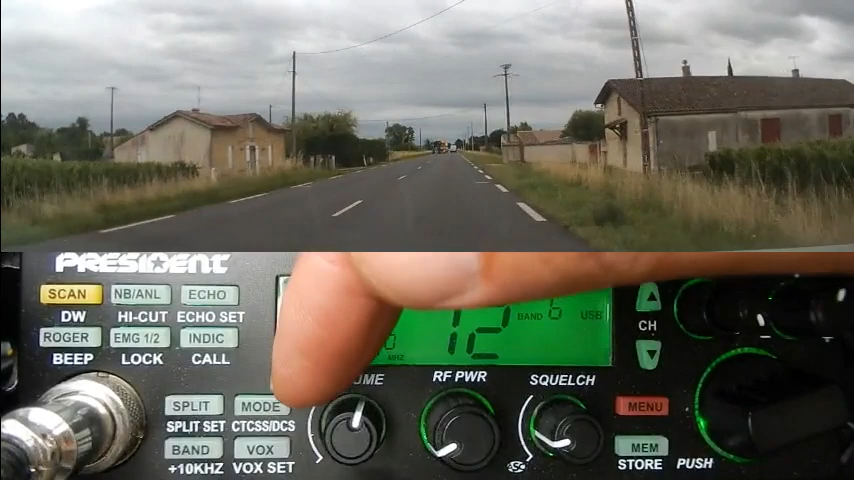 PRESIDENT
SCAN NB/ANL ECHO
DW HI-CUT ECHO SET
ROGER EMG 1/2 INDIC
BEEP LOCK CALL
12 BAND 6 USB
MHZ
CH
UME RF PWR SQUELCH
SPLIT MODE
SPLIT SET CTCSS/DCS
BAND VOX
+10KHZ VOX SET
ASC
MENU
MEM
STORE PUSH